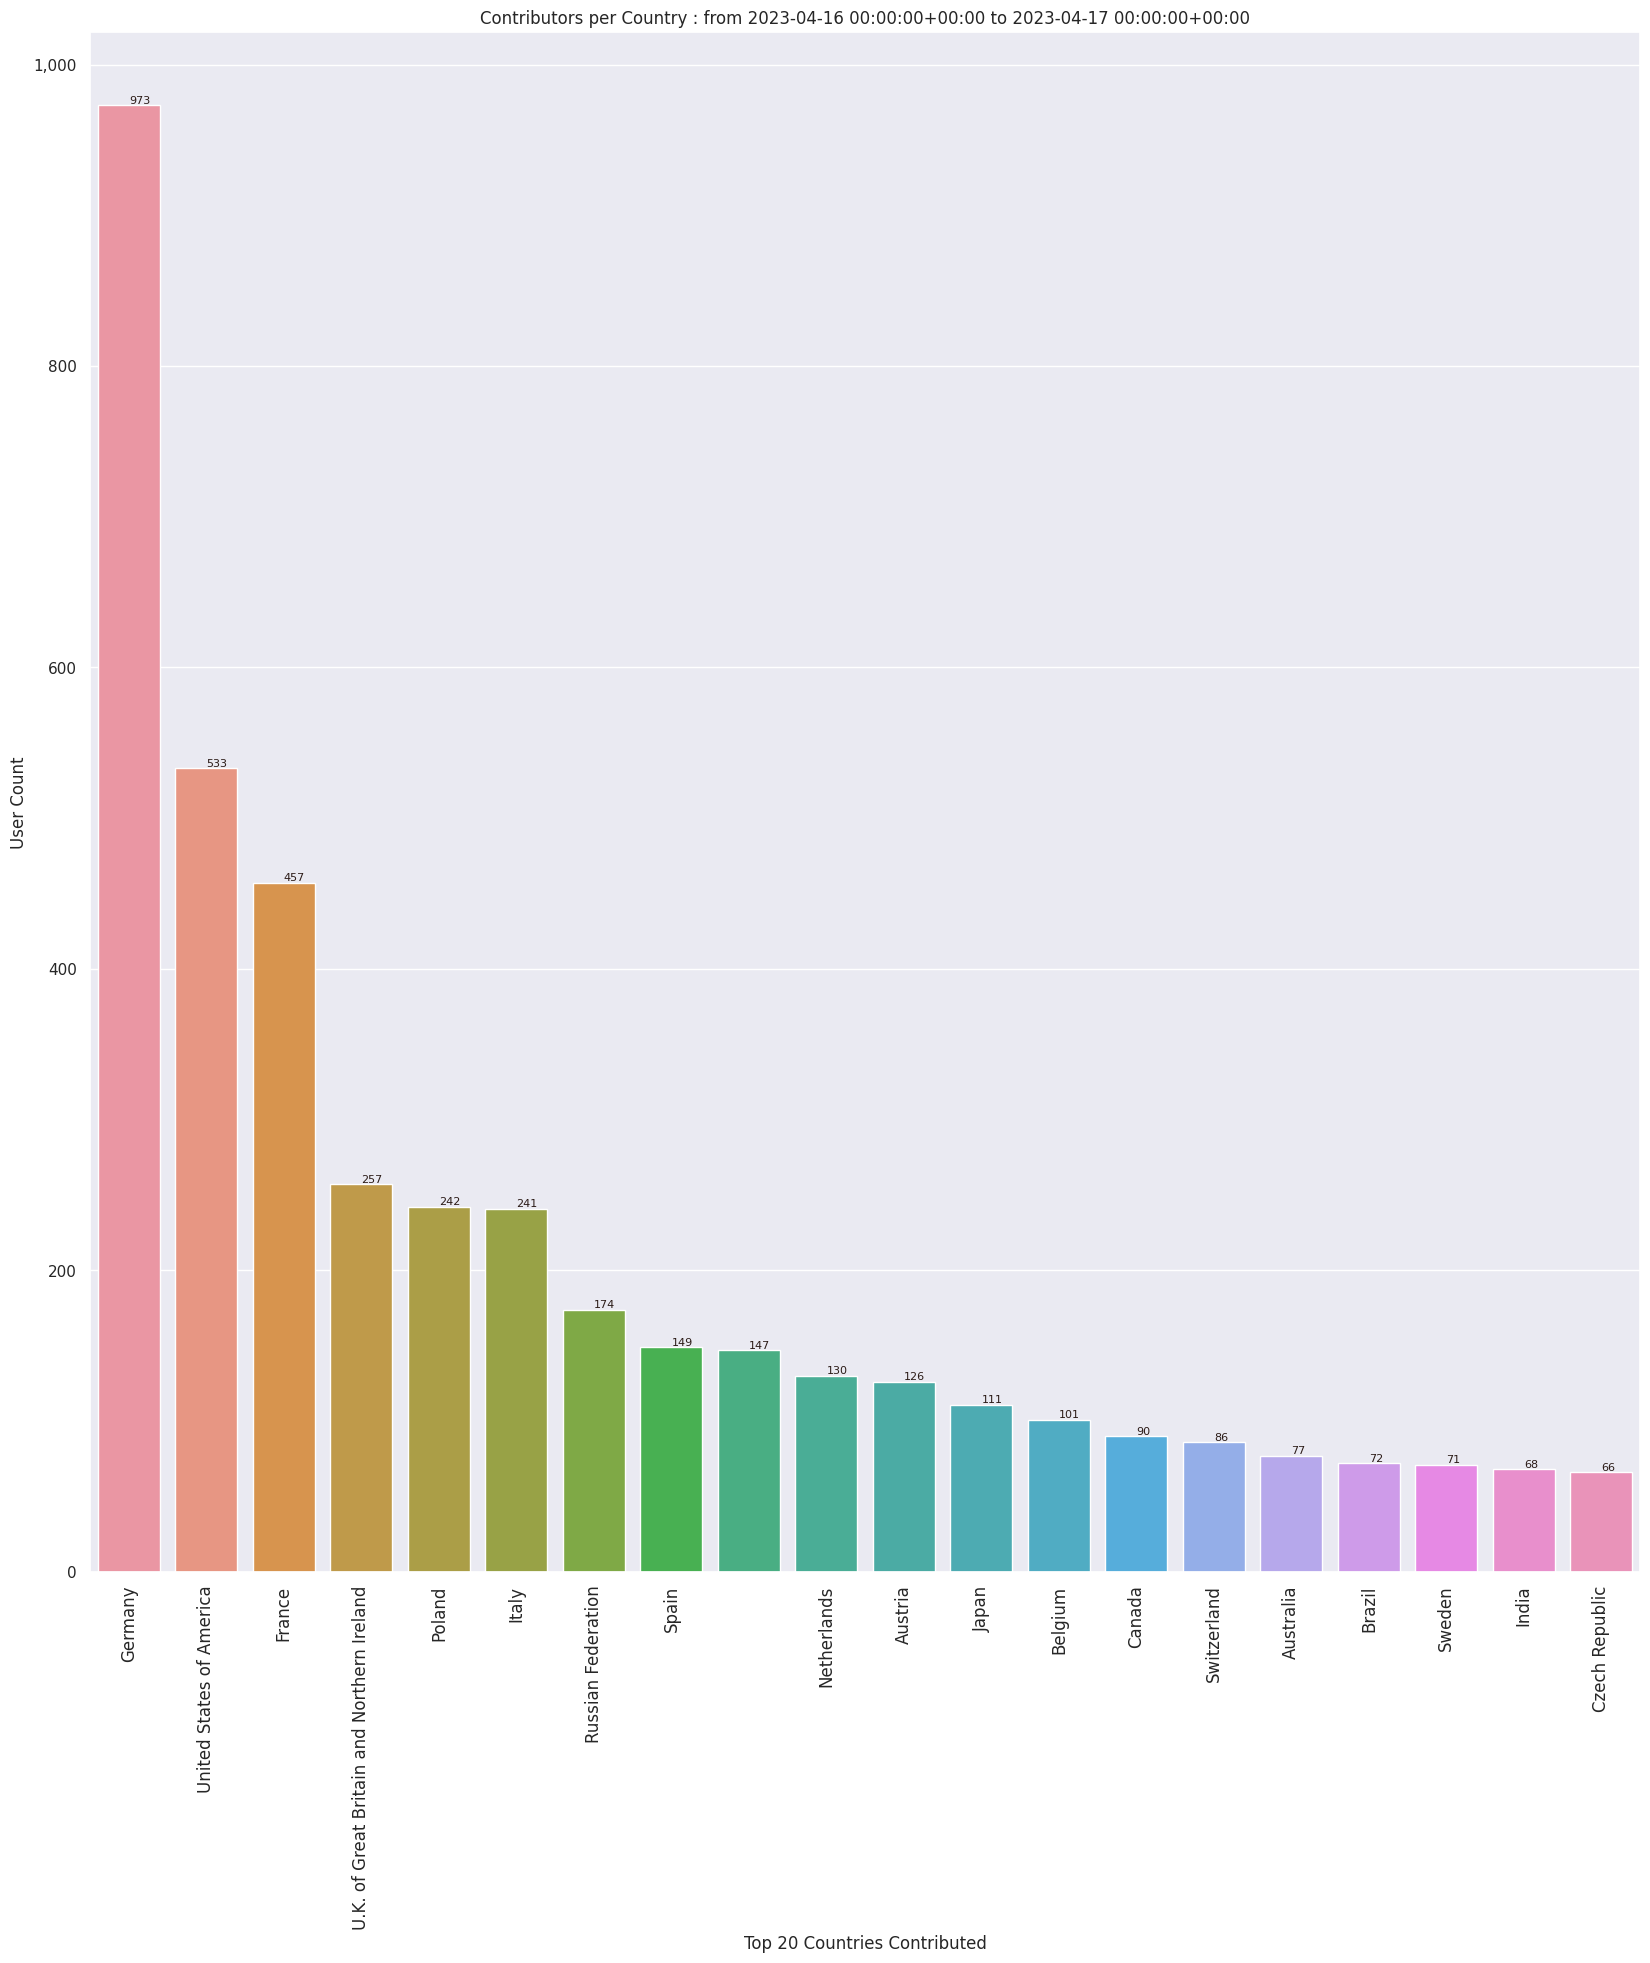 Contributors per Country : from 2023-04-16 00:00:00+00:00 to 2023-04-17 00:00:00+00:00
User Count
1,000
800
600
400
200
0
973
533
457
257
242
241
174
149
147
130
126
111
101
90
86
77
72
71
68
66
Germany
United States of America
France
U.K. of Great Britain and Northern Ireland
Poland
Italy
Russian Federation
Spain
Netherlands
Austria
Japan
Belgium
Canada
Switzerland
Australia
Brazil
Sweden
India
Czech Republic
Top 20 Countries Contributed